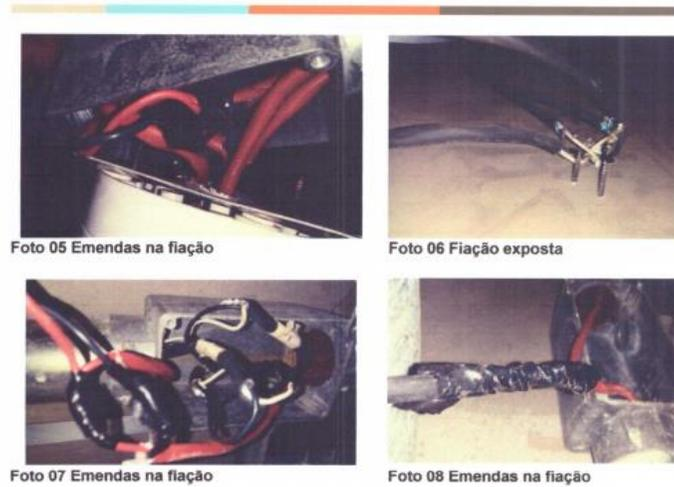 Foto 05 Emendas na fiação
Foto 06 Fiação exposta
Foto 07 Emendas na fiação
Foto 08 Emendas na fiação